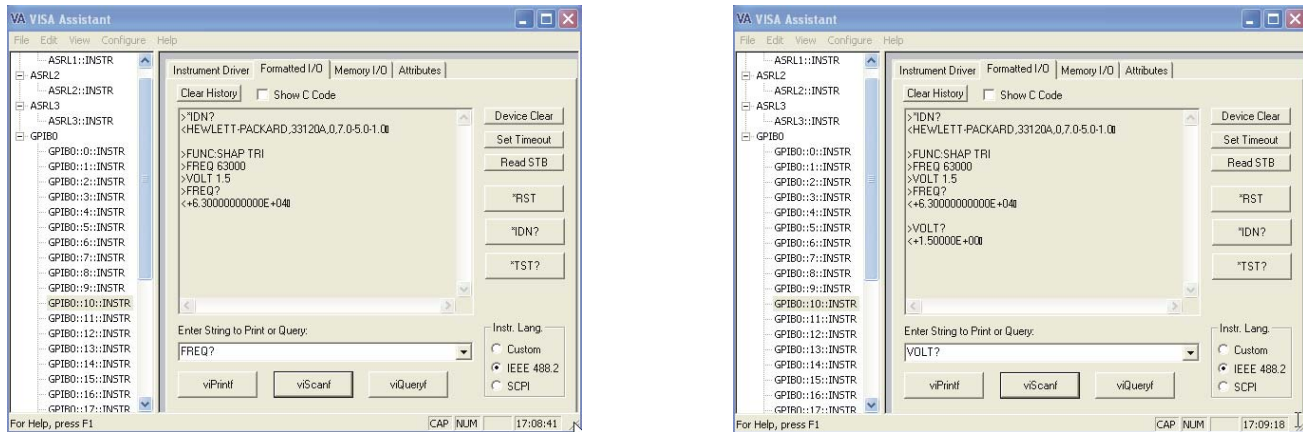 VA VISA Assistant
File Edit View Configure Help
ASRL1::INSTR
ASRL2
ASRL2::INSTR
ASRL3
ASRL3::INSTR
GPIB0
GPIB0::0::INSTR
GPIB0::1::INSTR
GPIB0::2::INSTR
GPIB0::3::INSTR
GPIB0::4::INSTR
GPIB0::5::INSTR
GPIB0::6::INSTR
GPIB0::7::INSTR
GPIB0::8::INSTR
GPIB0::9::INSTR
GPIB0::10::INSTR
GPIB0::11::INSTR
GPIB0::12::INSTR
GPIB0::13::INSTR
GPIB0::14::INSTR
GPIB0::15::INSTR
GPIB0::16::INSTR
GPIB0::17::INSTR
Instrument Driver Formatted I/O Memory I/O Attributes
Clear History Show C Code
>*IDN?
<HEWLETT-PACKARD,33120A,0,7.0-5.0-1.0
>FUNC:SHAP TRI
>FREQ 63000
>VOLT 1.5
>FREQ?
<+6.30000000000E+04
Device Clear
Set Timeout
Read STB
*RST
*IDN?
*TST?
Enter String to Print or Query:
FREQ?
viPrintf viScanf viQueryf
Instr. Lang.
Custom
IEEE 488.2
SCPI
For Help, press F1 CAP NUM 17:08:41
VA VISA Assistant
File Edit View Configure Help
ASRL1::INSTR
ASRL2
ASRL2::INSTR
ASRL3
ASRL3::INSTR
GPIB0
GPIB0::0::INSTR
GPIB0::1::INSTR
GPIB0::2::INSTR
GPIB0::3::INSTR
GPIB0::4::INSTR
GPIB0::5::INSTR
GPIB0::6::INSTR
GPIB0::7::INSTR
GPIB0::8::INSTR
GPIB0::9::INSTR
GPIB0::10::INSTR
GPIB0::11::INSTR
GPIB0::12::INSTR
GPIB0::13::INSTR
GPIB0::14::INSTR
GPIB0::15::INSTR
GPIB0::16::INSTR
GPIB0::17::INSTR
Instrument Driver Formatted I/O Memory I/O Attributes
Clear History Show C Code
>*IDN?
<HEWLETT-PACKARD,33120A,0,7.0-5.0-1.0
>FUNC:SHAP TRI
>FREQ 63000
>VOLT 1.5
>FREQ?
<+6.30000000000E+04
>VOLT?
<+1.50000E+00
Device Clear
Set Timeout
Read STB
*RST
*IDN?
*TST?
Enter String to Print or Query:
VOLT?
viPrintf viScanf viQueryf
Instr. Lang.
Custom
IEEE 488.2
SCPI
For Help, press F1 CAP NUM 17:09:18